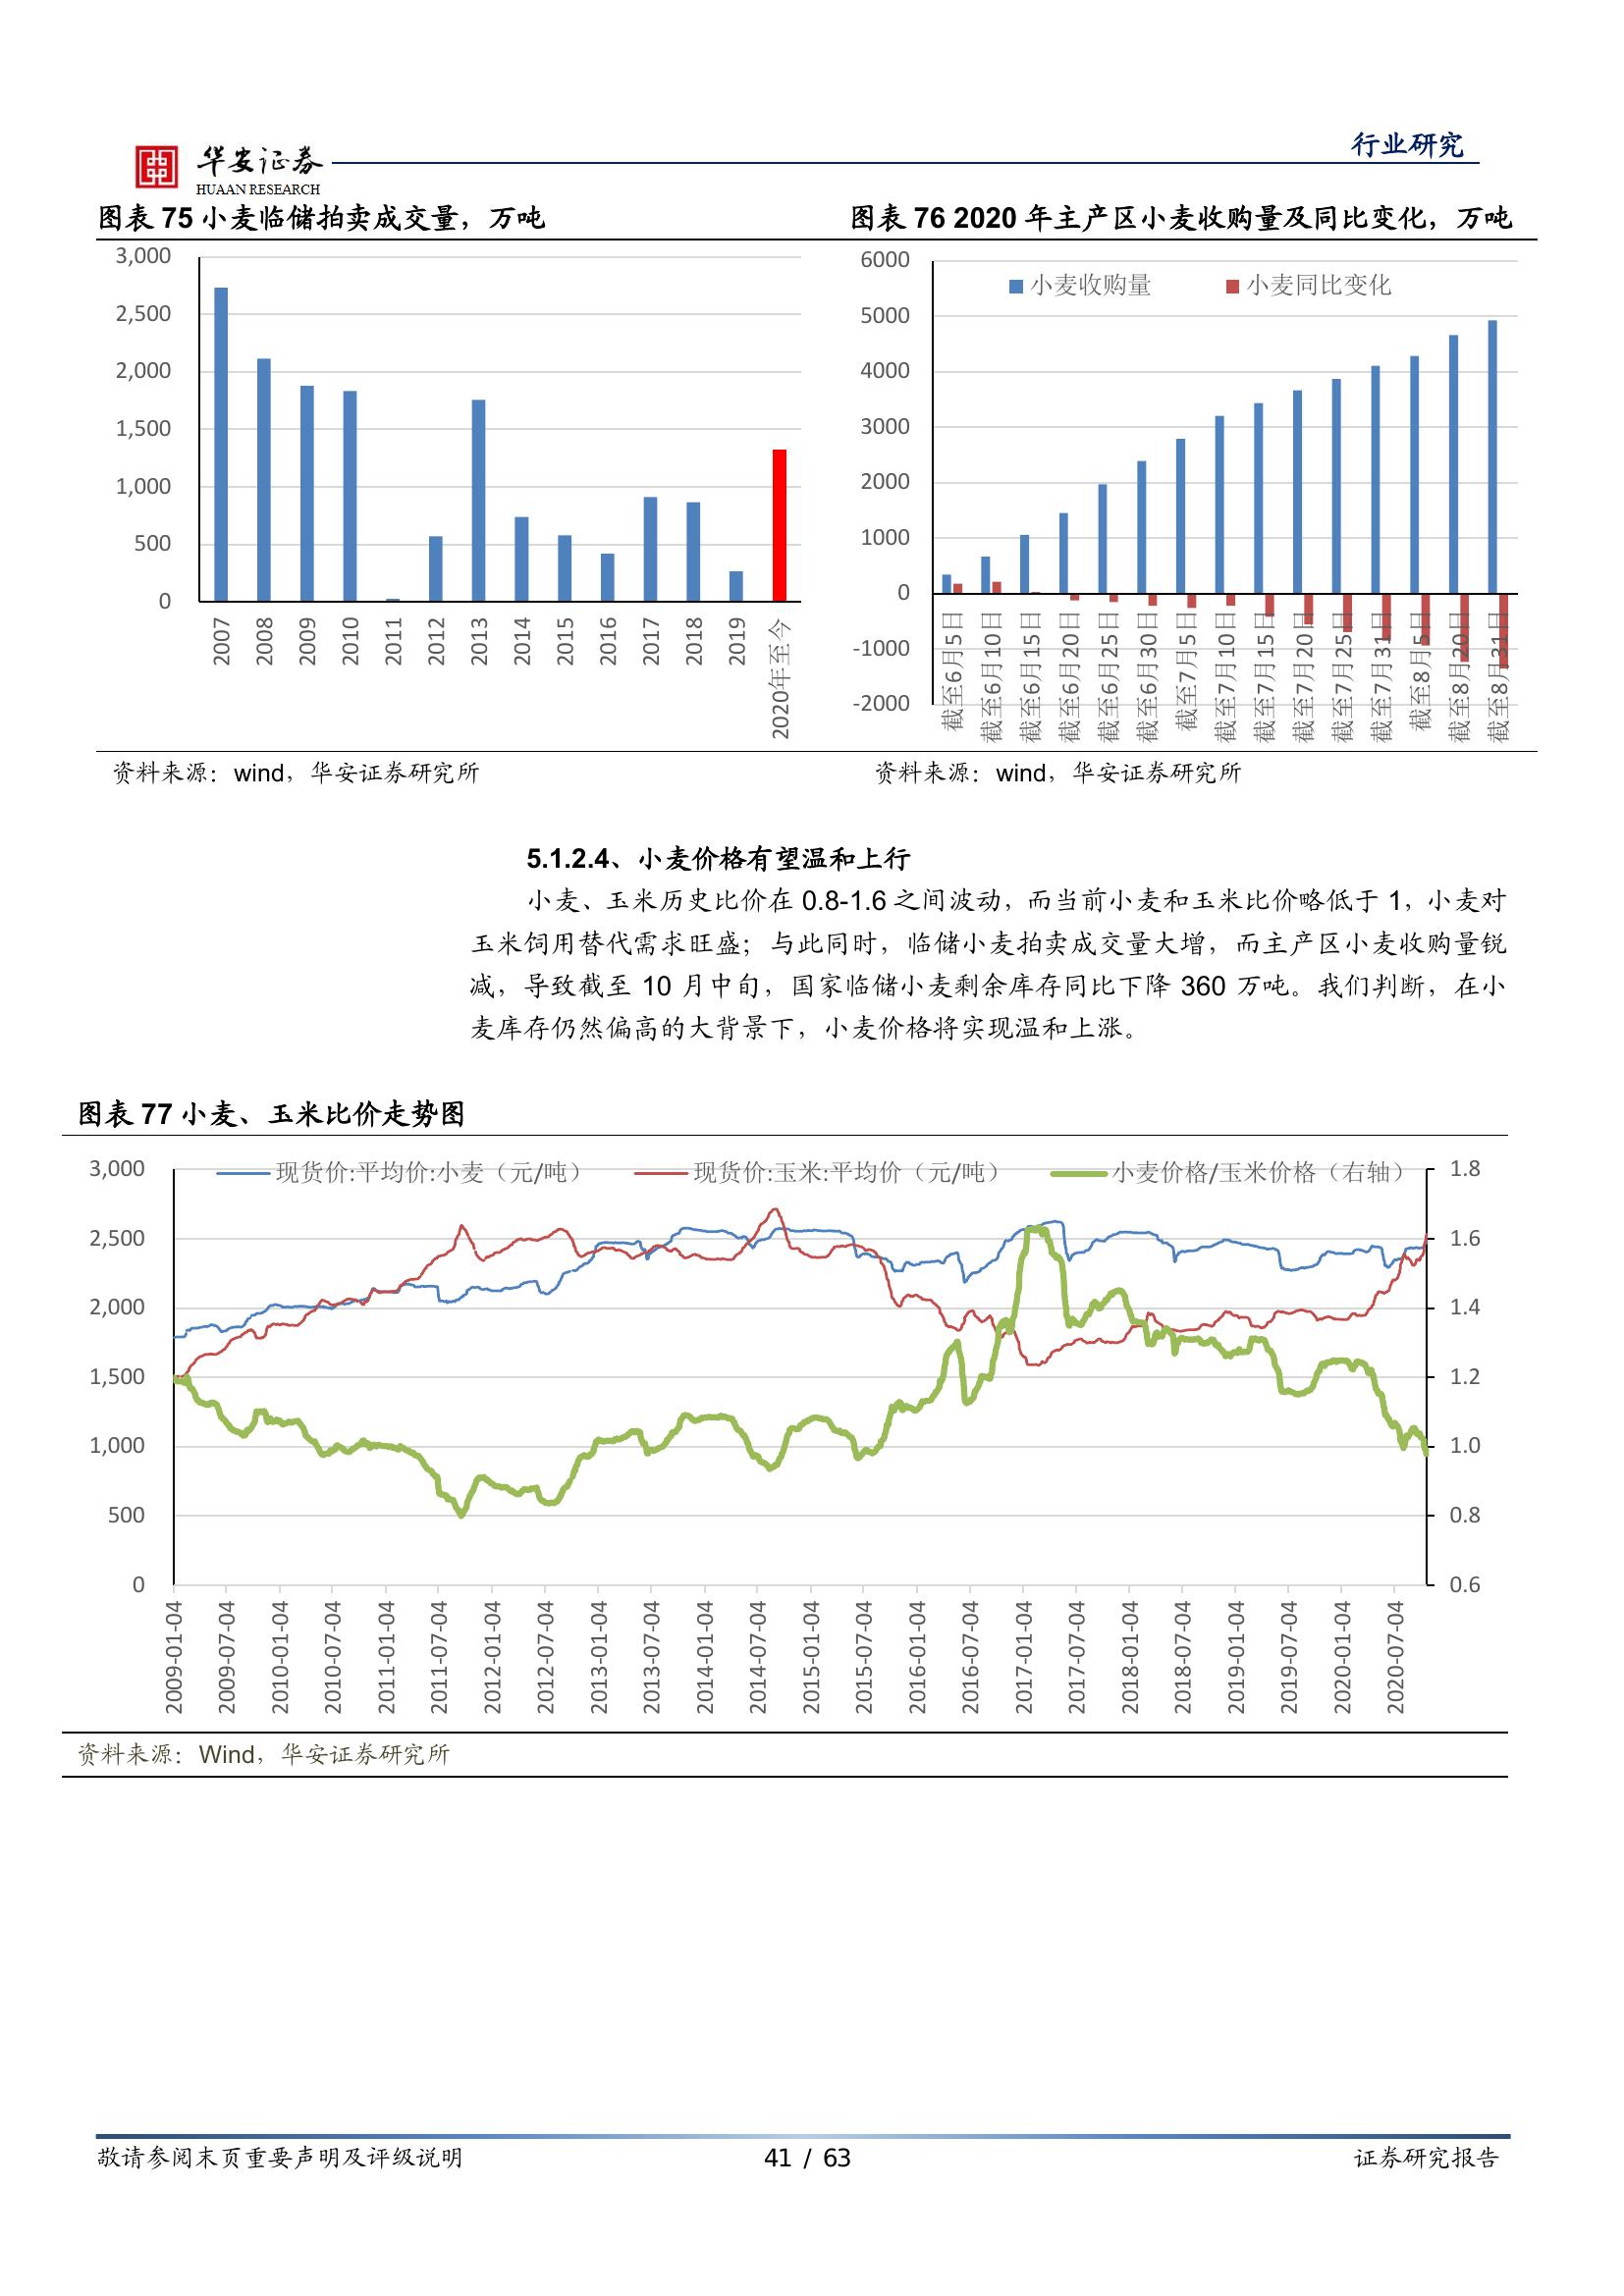 行业研究
华安证券
HUAAN RESEARCH
图表 75 小麦临储拍卖成交量，万吨
3,000
2,500
2,000
1,500
1,000
500
0
2007
2008
2009
2010
2011
2012
2013
2014
2015
2016
2017
2018
2019
2020年至今
资料来源：wind，华安证券研究所
图表 76 2020 年主产区小麦收购量及同比变化，万吨
小麦收购量
小麦同比变化
6000
5000
4000
3000
2000
1000
0
-1000
-2000
截至6月5日
截至6月10日
截至6月15日
截至6月20日
截至6月25日
截至6月30日
截至7月5日
截至7月10日
截至7月15日
截至7月20日
截至7月25日
截至7月31日
截至8月5日
截至8月20日
截至8月31日
资料来源：wind，华安证券研究所
5.1.2.4、小麦价格有望温和上行
小麦、玉米历史比价在 0.8-1.6 之间波动，而当前小麦和玉米比价略低于 1，小麦对
玉米饲用替代需求旺盛；与此同时，临储小麦拍卖成交量大增，而主产区小麦收购量锐
减，导致截至 10 月中旬，国家临储小麦剩余库存同比下降 360 万吨。我们判断，在小
麦库存仍然偏高的大背景下，小麦价格将实现温和上涨。
图表 77 小麦、玉米比价走势图
现货价:平均价:小麦（元/吨）
现货价:玉米:平均价（元/吨）
小麦价格/玉米价格（右轴）
3,000
2,500
2,000
1,500
1,000
500
0
1.8
1.6
1.4
1.2
1.0
0.8
0.6
2009-01-04
2009-07-04
2010-01-04
2010-07-04
2011-01-04
2011-07-04
2012-01-04
2012-07-04
2013-01-04
2013-07-04
2014-01-04
2014-07-04
2015-01-04
2015-07-04
2016-01-04
2016-07-04
2017-01-04
2017-07-04
2018-01-04
2018-07-04
2019-01-04
2019-07-04
2020-01-04
2020-07-04
资料来源：Wind，华安证券研究所
敬请参阅末页重要声明及评级说明
41 / 63
证券研究报告